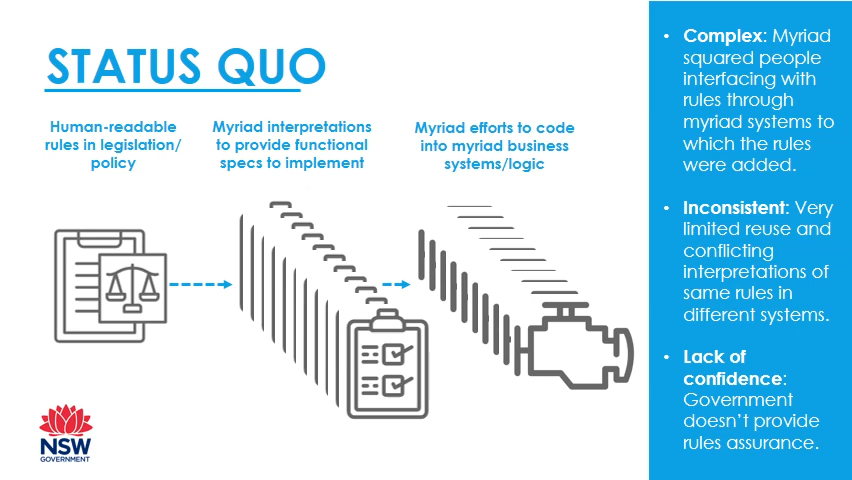 STATUS QUO
Human-readable
rules in legislation/
policy
Myriad interpretations
to provide functional
specs to implement
Myriad efforts to code
into myriad business
systems/logic
NSW
GOVERNMENT
• Complex: Myriad
squared people
interfacing with
rules through
myriad systems to
which the rules
were added.
• Inconsistent: Very
limited reuse and
conflicting
interpretations of
same rules in
different systems.
• Lack of
confidence:
Government
doesn’t provide
rules assurance.